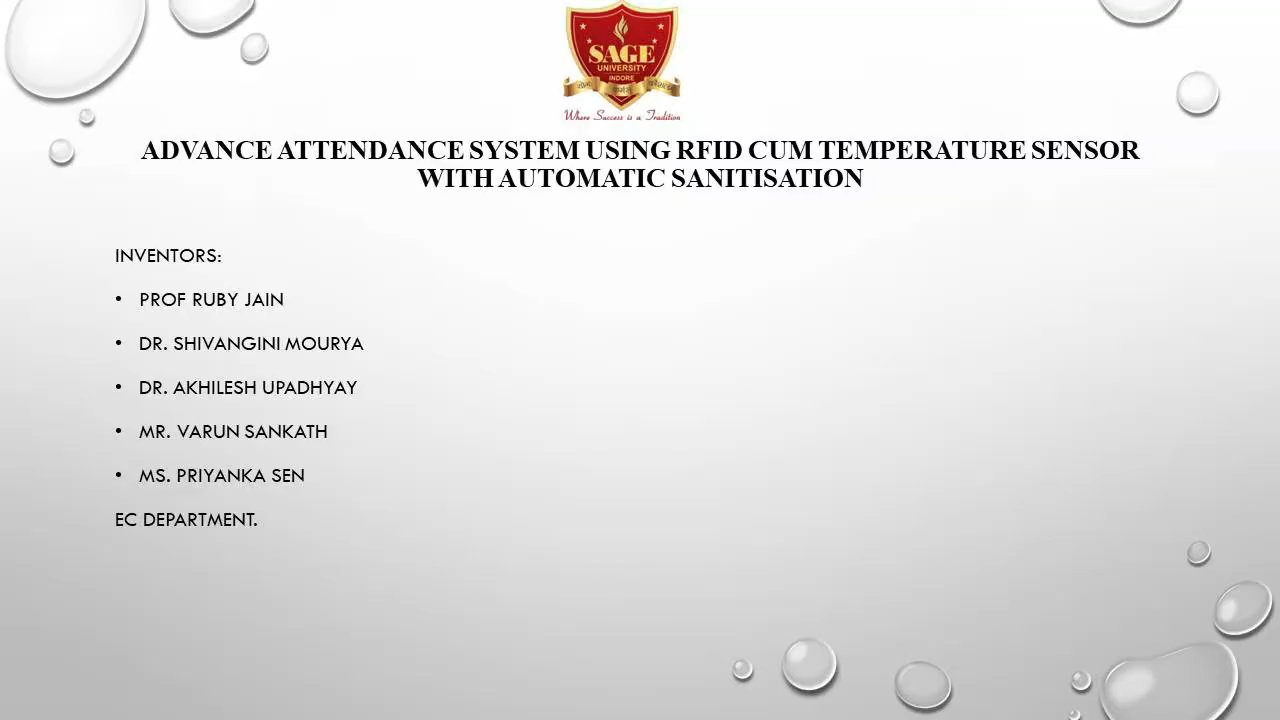 SAGE
UNIVERSITY
INDORE
Where Success is a Tradition
ADVANCE ATTENDANCE SYSTEM USING RFID CUM TEMPERATURE SENSOR
WITH AUTOMATIC SANITISATION
INVENTORS:
• PROF RUBY JAIN
• DR. SHIVANGINI MOURYA
• DR. AKHILESH UPADHYAY
• MR. VARUN SANKATH
• MS. PRIYANKA SEN
EC DEPARTMENT.